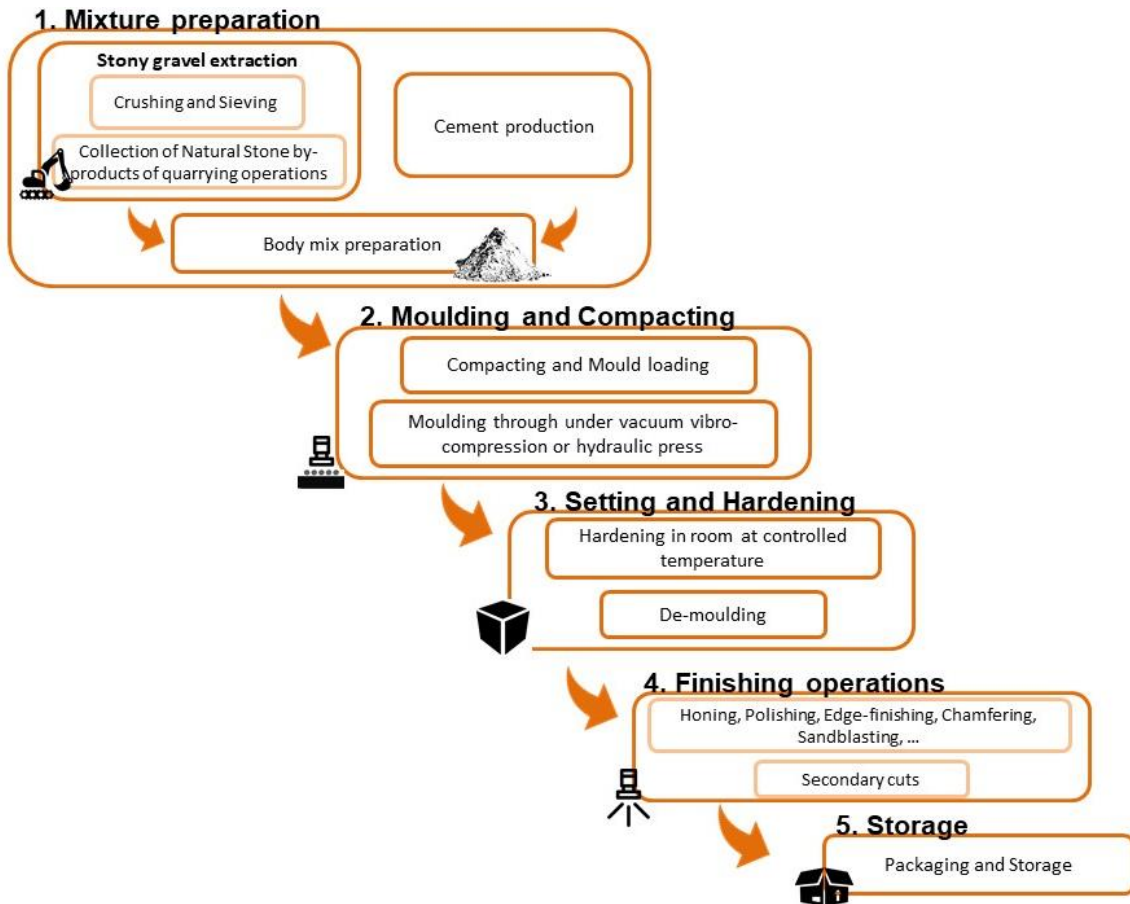 1. Mixture preparation
Stony gravel extraction
Crushing and Sieving
Collection of Natural Stone by-
products of quarrying operations
Cement production
Body mix preparation
2. Moulding and Compacting
Compacting and Mould loading
Moulding through under vacuum vibro-
compression or hydraulic press
3. Setting and Hardening
Hardening in room at controlled
temperature
De-moulding
4. Finishing operations
Honing, Polishing, Edge-finishing, Chamfering,
Sandblasting, ...
Secondary cuts
5. Storage
Packaging and Storage